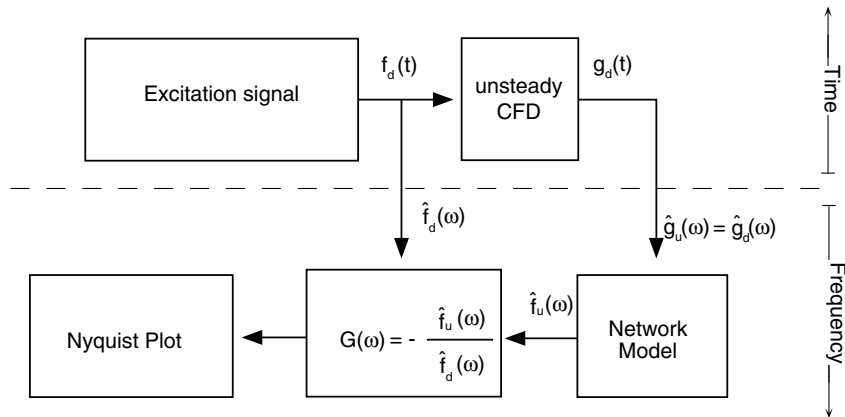 f_d(t)
g_d(t)
Excitation signal
unsteady
CFD
Time
f̂_d(ω)
ĝ_u(ω) = ĝ_d(ω)
Nyquist Plot
G(ω) = - f̂_u(ω) / f̂_d(ω)
f̂_u(ω)
Network
Model
Frequency